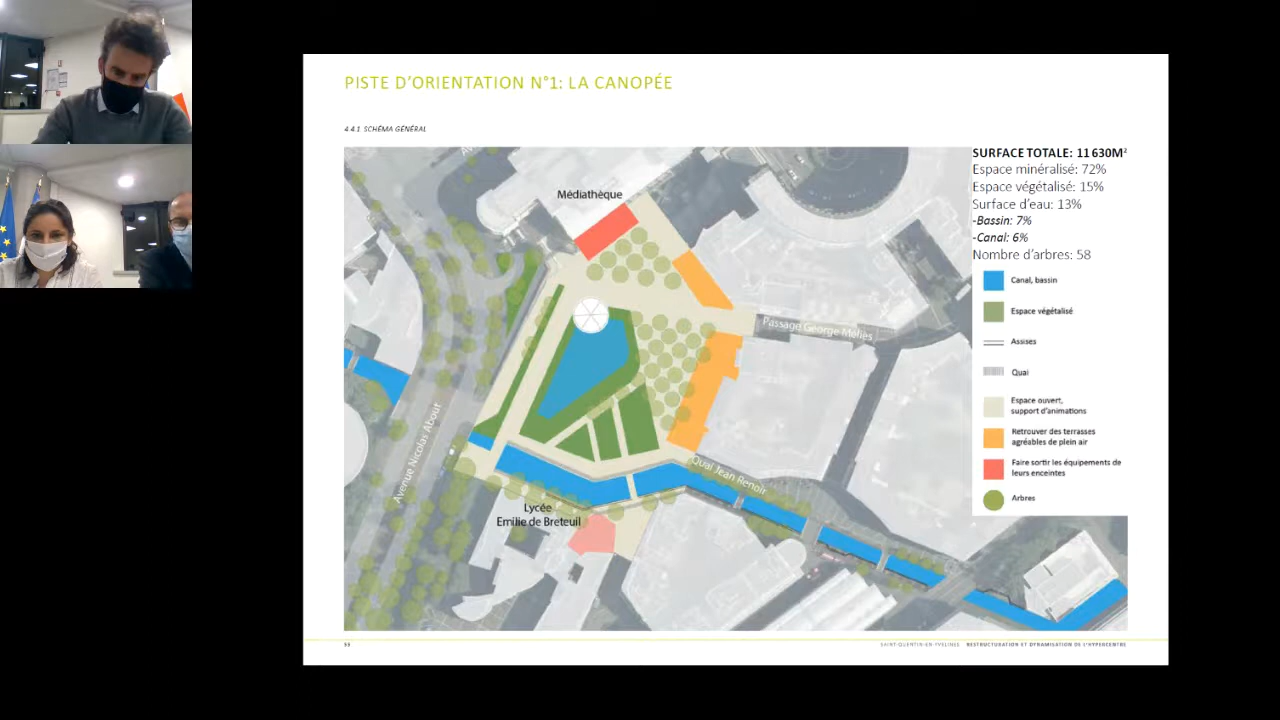 PISTE D'ORIENTATION N°1: LA CANOPÉE
4.4.1. SCHÉMA GÉNÉRAL
SURFACE TOTALE: 11 630M²
Espace minéralisé: 72%
Espace végétalisé: 15%
Surface d'eau: 13%
-Bassin: 7%
-Canal: 6%
Nombre d'arbres: 58
Canal, bassin
Espace végétalisé
Assises
Quai
Espace ouvert,
support d'animations
Retrouver des terrasses
agréables de plein air
Faire sortir les équipements de
leurs enceintes
Arbres
Médiathèque
Passage George Méliès
Avenue Nicolas About
Quai Jean Renoir
Lycée
Emilie de Breteuil
SAINT-QUENTIN-EN-YVELINES RESTRUCTURATION ET DYNAMISATION DE L'HYPERCENTRE